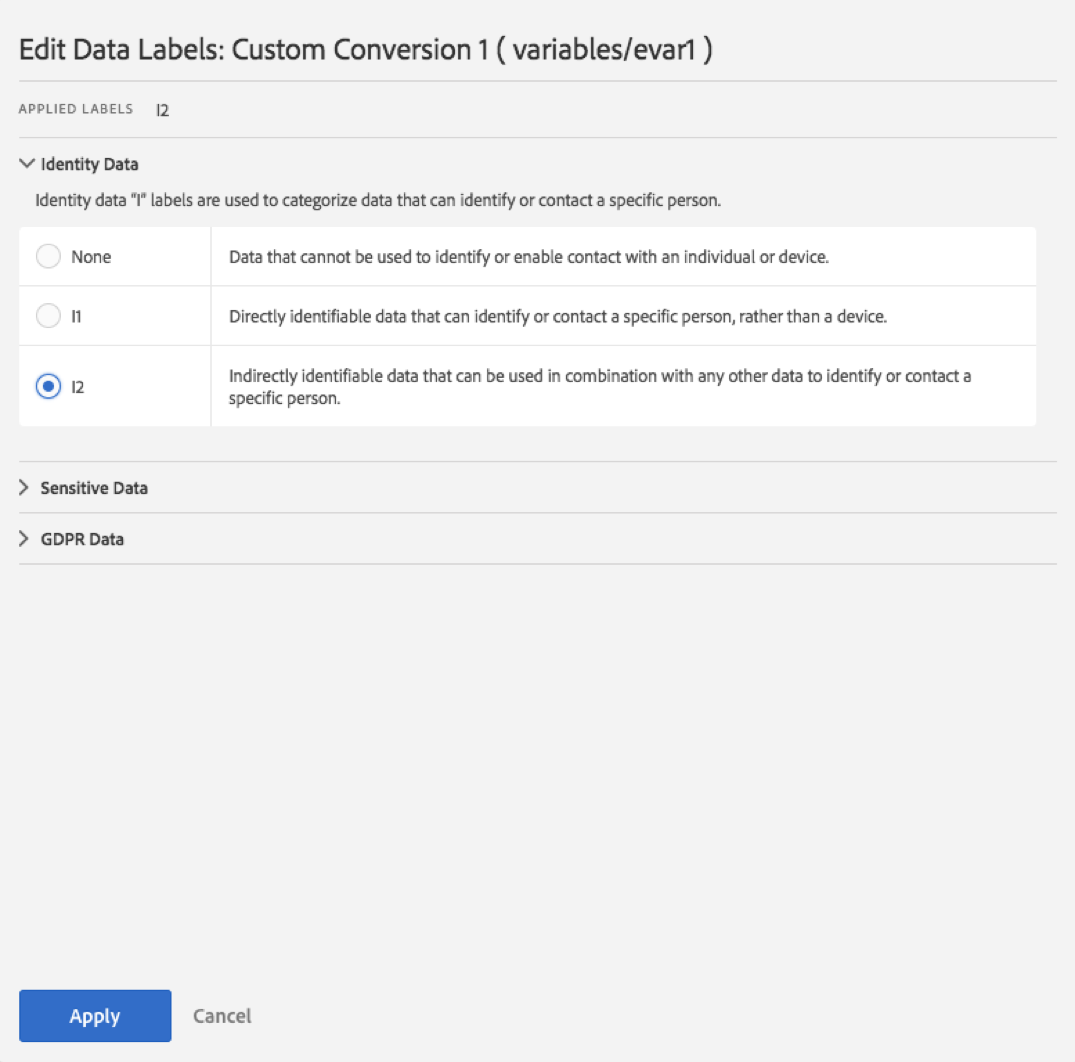 Edit Data Labels: Custom Conversion 1 ( variables/evar1 )
APPLIED LABELS I2
Identity Data
Identity data "I" labels are used to categorize data that can identify or contact a specific person.
None Data that cannot be used to identify or enable contact with an individual or device.
I1 Directly identifiable data that can identify or contact a specific person, rather than a device.
I2 Indirectly identifiable data that can be used in combination with any other data to identify or contact a
specific person.
Sensitive Data
GDPR Data
Apply Cancel